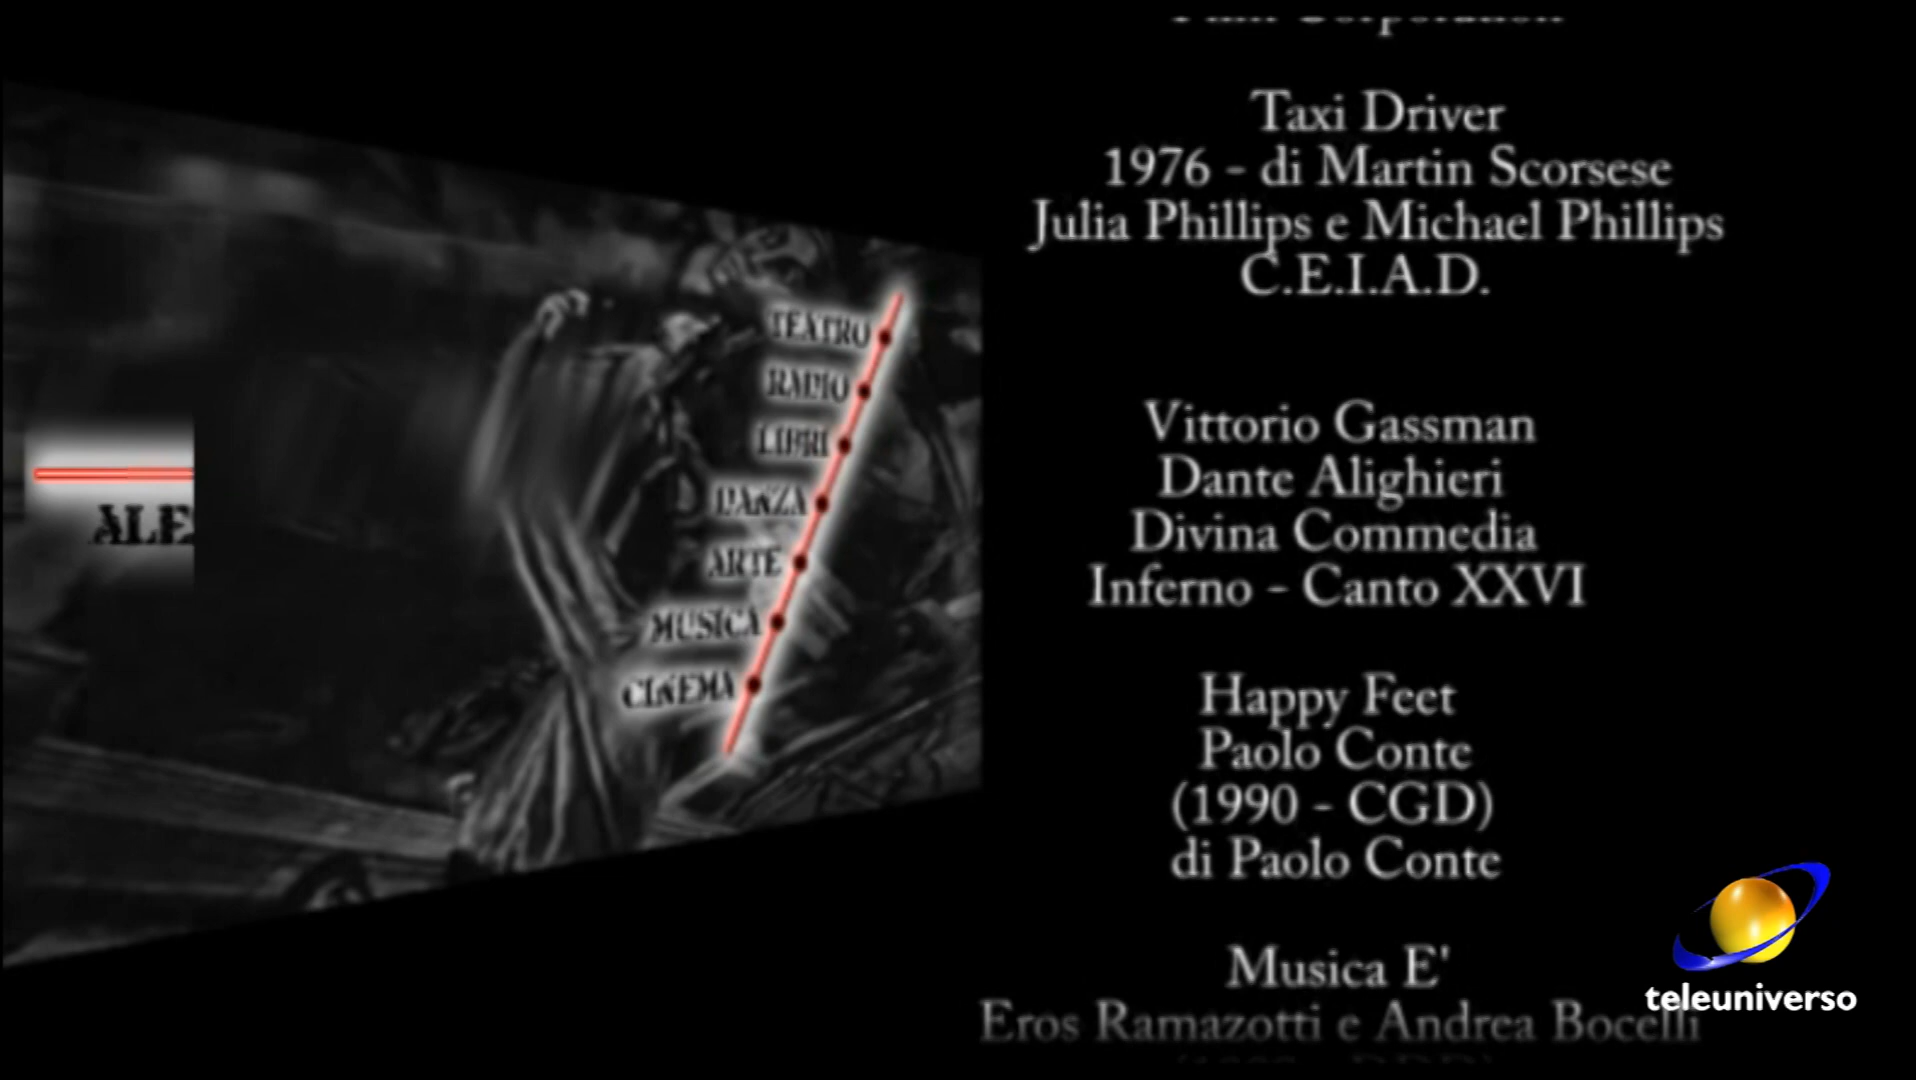 Taxi Driver
1976 - di Martin Scorsese
Julia Phillips e Michael Phillips
C.E.I.A.D.
Vittorio Gassman
Dante Alighieri
Divina Commedia
Inferno - Canto XXVI
Happy Feet
Paolo Conte
(1990 - CGD)
di Paolo Conte
Musica E'
Eros Ramazotti e Andrea Bocelli
TEATRO
RADIO
LIBRI
DANZA
ARTE
MUSICA
CINEMA
ALE
teleuniverso